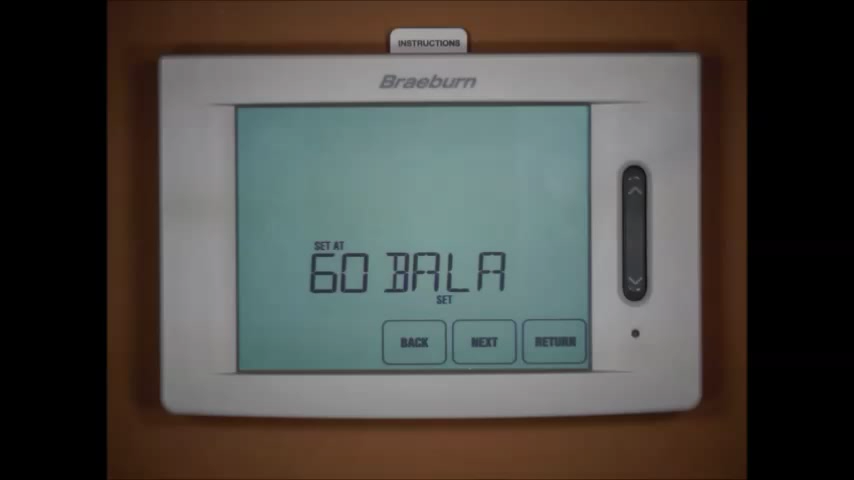 INSTRUCTIONS
Braeburn
SET AT
60 BALA
SET
BACK NEXT RETURN